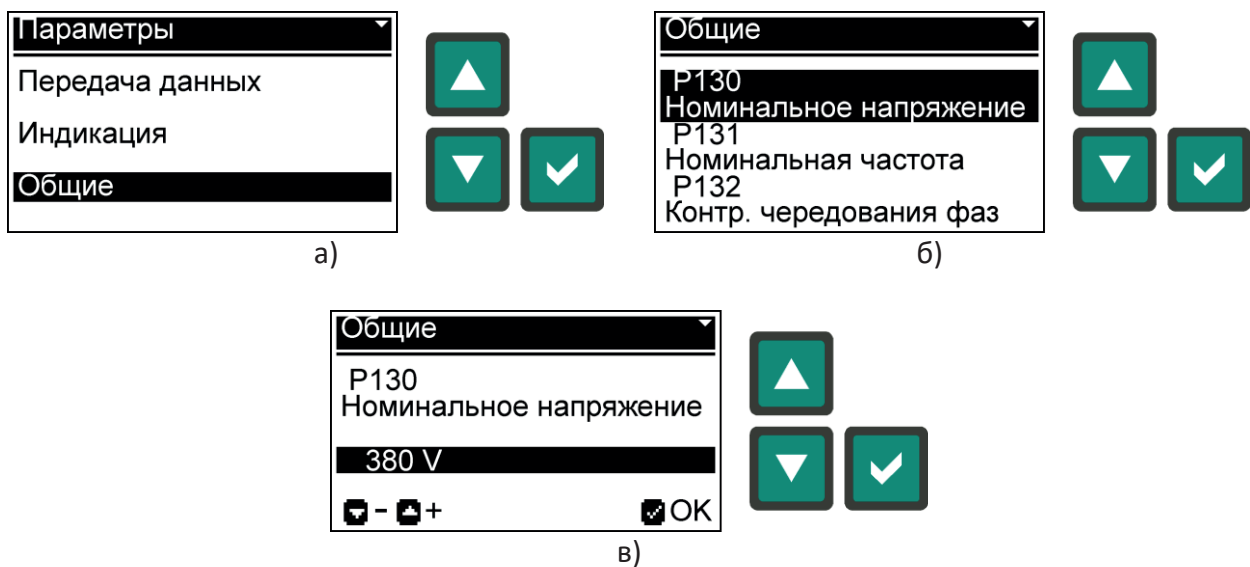 Параметры
Передача данных
Индикация
Общие
а)
Общие
P130
Номинальное напряжение
P131
Номинальная частота
P132
Контр. чередования фаз
б)
Общие
P130
Номинальное напряжение
380 V
- +
OK
в)